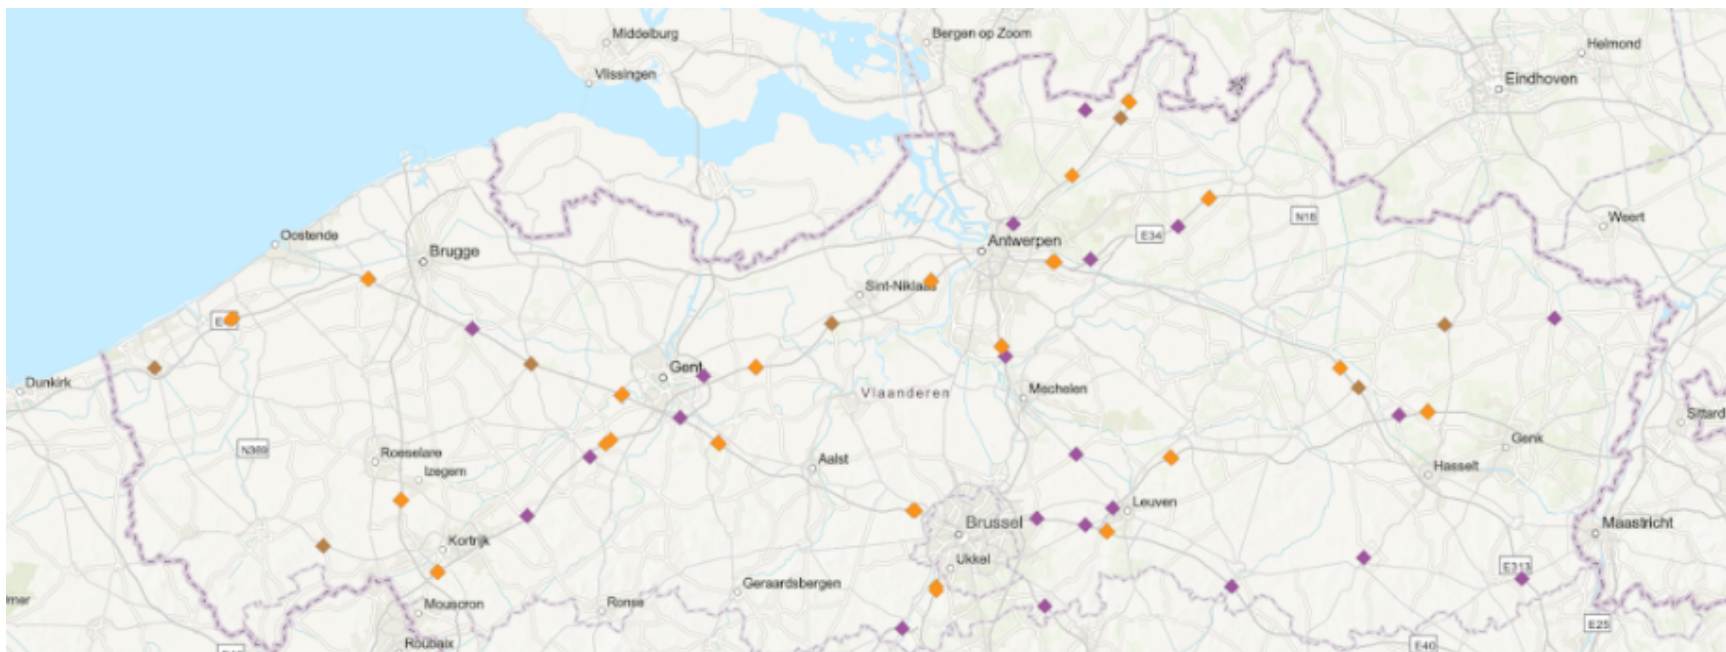 Middelburg
Bergen op Zoom
Helmond
Vlissingen
Eindhoven
N18
Weert
Oostende
Brugge
Antwerpen
E34
Sint-Niklaas
Dunkirk
Gent
Vlaanderen
Mechelen
Sittard
N369
Roeselare
Izegem
Aalst
Genk
Hasselt
Leuven
Brussel
Maastricht
Kortrijk
Ukkel
Geraardsbergen
E313
mer
Mouscron
Ronse
E25
Roubaix
E40